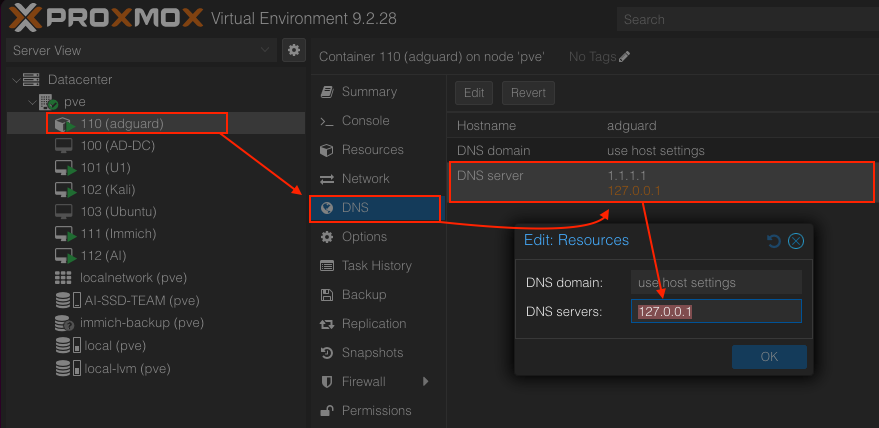 PROXMOX Virtual Environment 9.2.28
Search
Server View
Datacenter
pve
110 (adguard)
100 (AD-DC)
101 (U1)
102 (Kali)
103 (Ubuntu)
111 (Immich)
112 (AI)
localnetwork (pve)
AI-SSD-TEAM (pve)
immich-backup (pve)
local (pve)
local-lvm (pve)
Container 110 (adguard) on node 'pve'
No Tags
Summary
Console
Resources
Network
DNS
Options
Task History
Backup
Replication
Snapshots
Firewall
Permissions
Edit
Revert
Hostname adguard
DNS domain use host settings
DNS server 1.1.1.1
127.0.0.1
Edit: Resources
DNS domain: use host settings
DNS servers: 127.0.0.1
OK